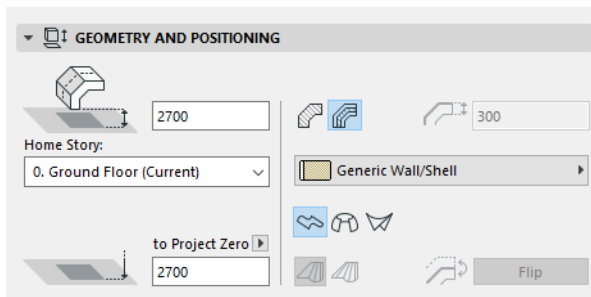 GEOMETRY AND POSITIONING
2700
300
Home Story:
0. Ground Floor (Current)
Generic Wall/Shell
to Project Zero
2700
Flip